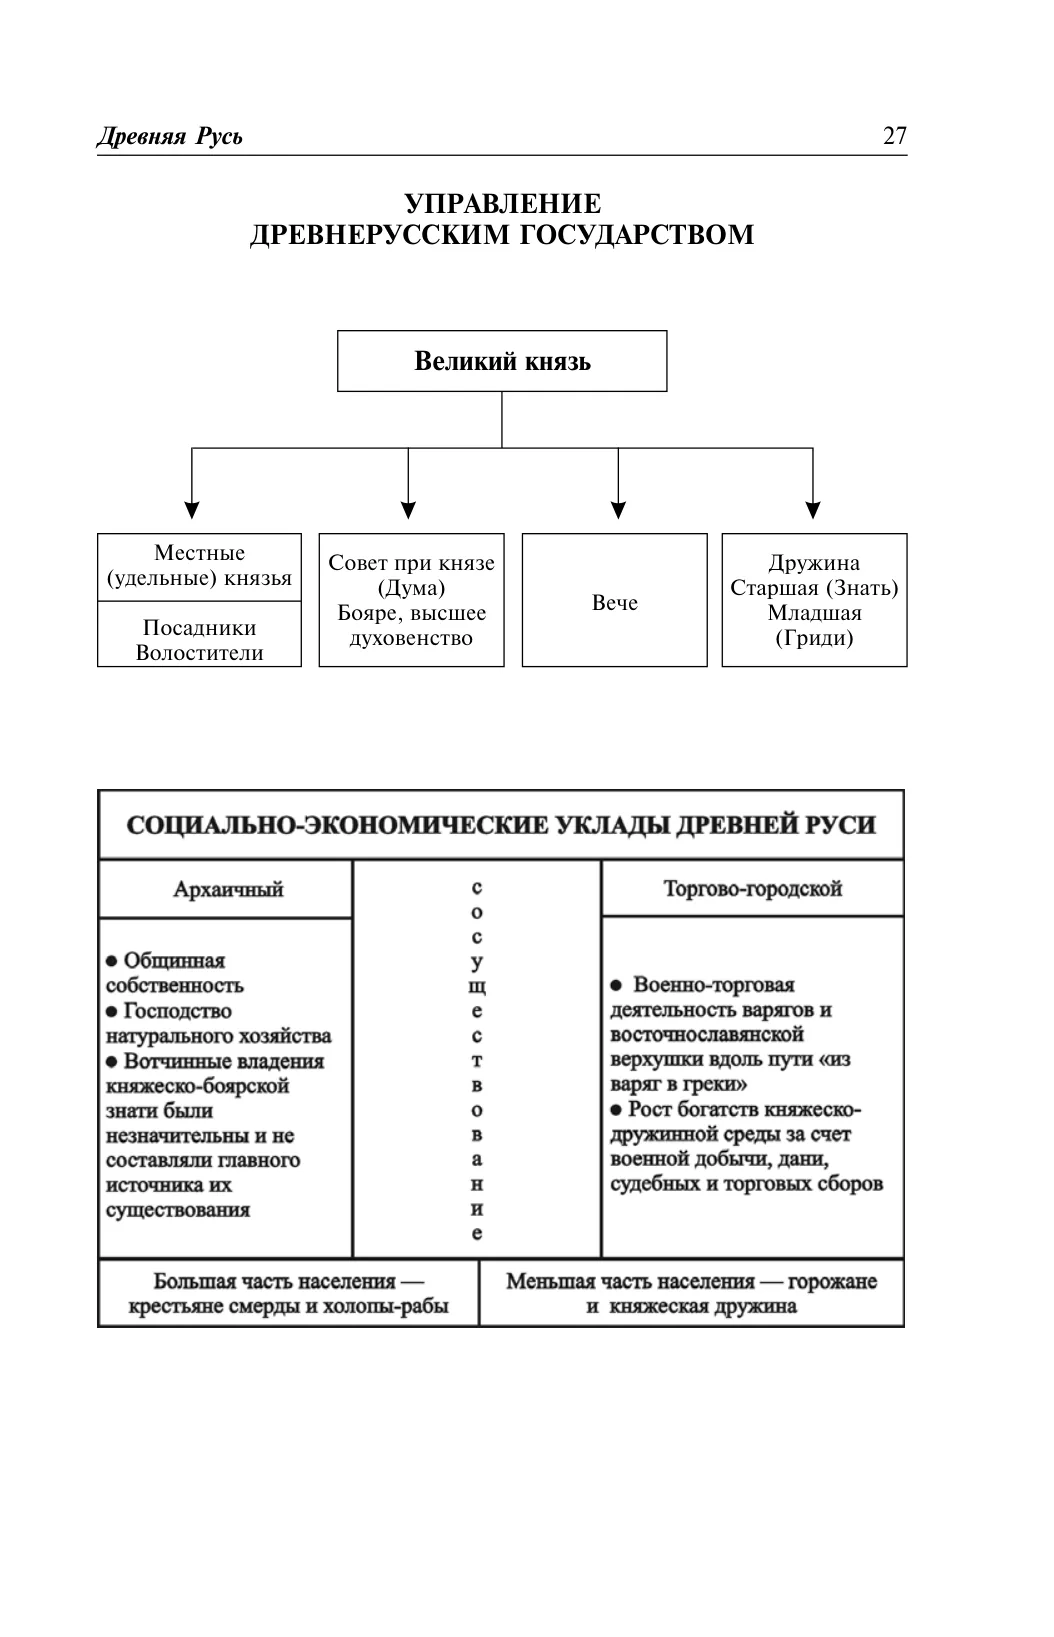 Древняя Русь 27
УПРАВЛЕНИЕ
ДРЕВНЕРУССКИМ ГОСУДАРСТВОМ
Великий князь
Местные
(удельные) князья
Посадники
Волостители
Совет при князе
(Дума)
Бояре, высшее
духовенство
Вече
Дружина
Старшая (Знать)
Младшая
(Гриди)
СОЦИАЛЬНО-ЭКОНОМИЧЕСКИЕ УКЛАДЫ ДРЕВНЕЙ РУСИ
Архаичный
● Общинная
собственность
● Господство
натурального хозяйства
● Вотчинные владения
княжеско-боярской
знати были
незначительны и не
составляли главного
источника их
существования
с
о
с
у
щ
е
с
т
в
о
в
а
н
и
е
Торгово-городской
● Военно-торговая
деятельность варягов и
восточнославянской
верхушки вдоль пути «из
варяг в греки»
● Рост богатств княжеско-
дружинной среды за счет
военной добычи, дани,
судебных и торговых сборов
Большая часть населения —
крестьяне смерды и холопы-рабы
Меньшая часть населения — горожане
и княжеская дружина